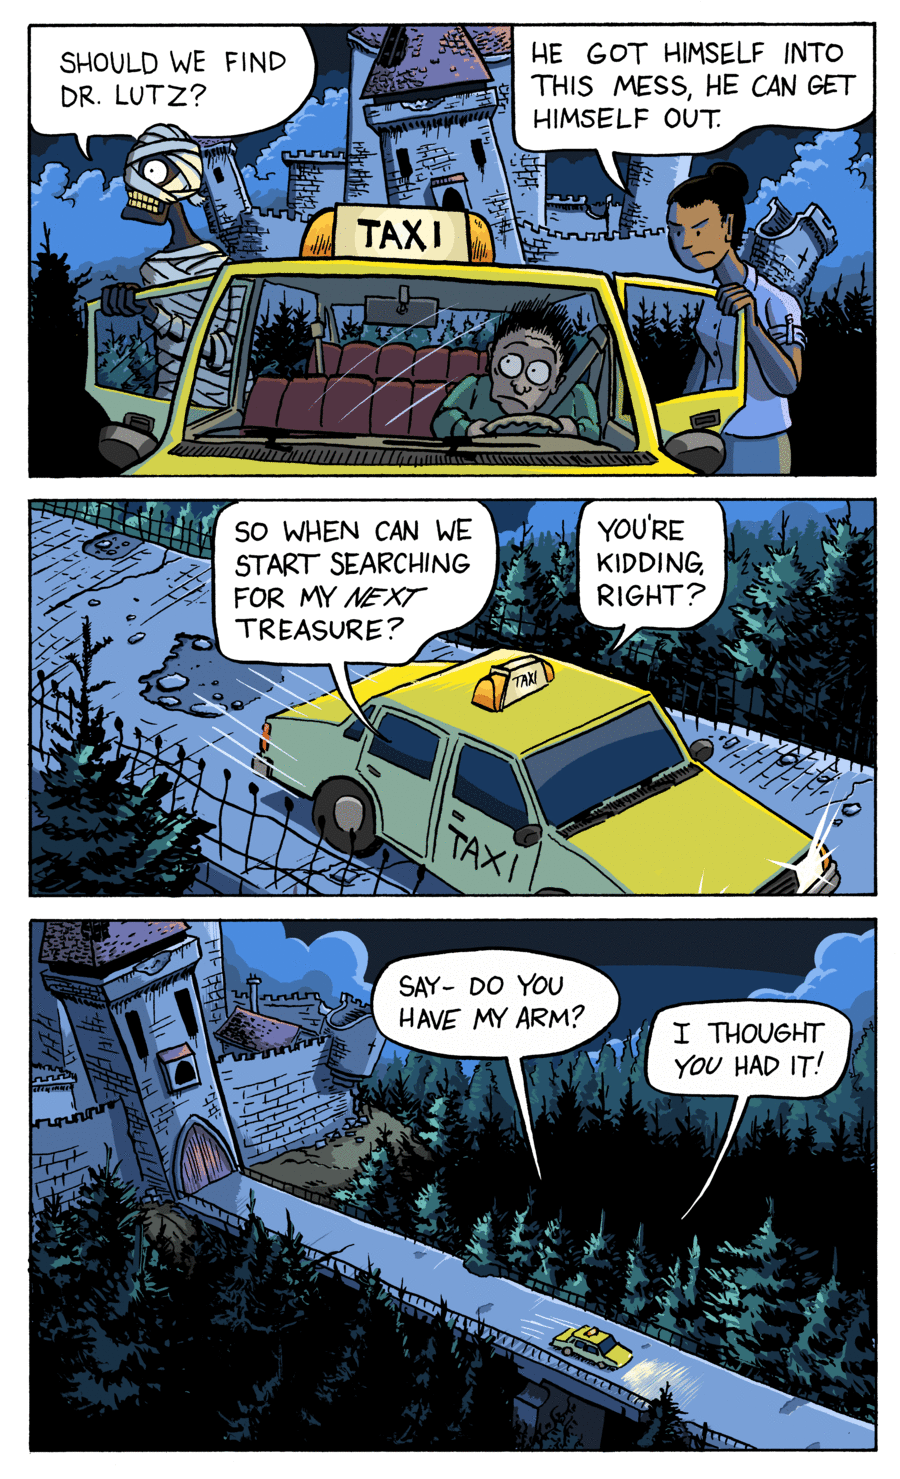 SHOULD WE FIND
DR. LUTZ?
HE GOT HIMSELF INTO
THIS MESS, HE CAN GET
HIMSELF OUT.
TAXI
SO WHEN CAN WE
START SEARCHING
FOR MY NEXT
TREASURE?
YOU'RE
KIDDING,
RIGHT?
TAXI
TAXI
SAY- DO YOU
HAVE MY ARM?
I THOUGHT
YOU HAD IT!